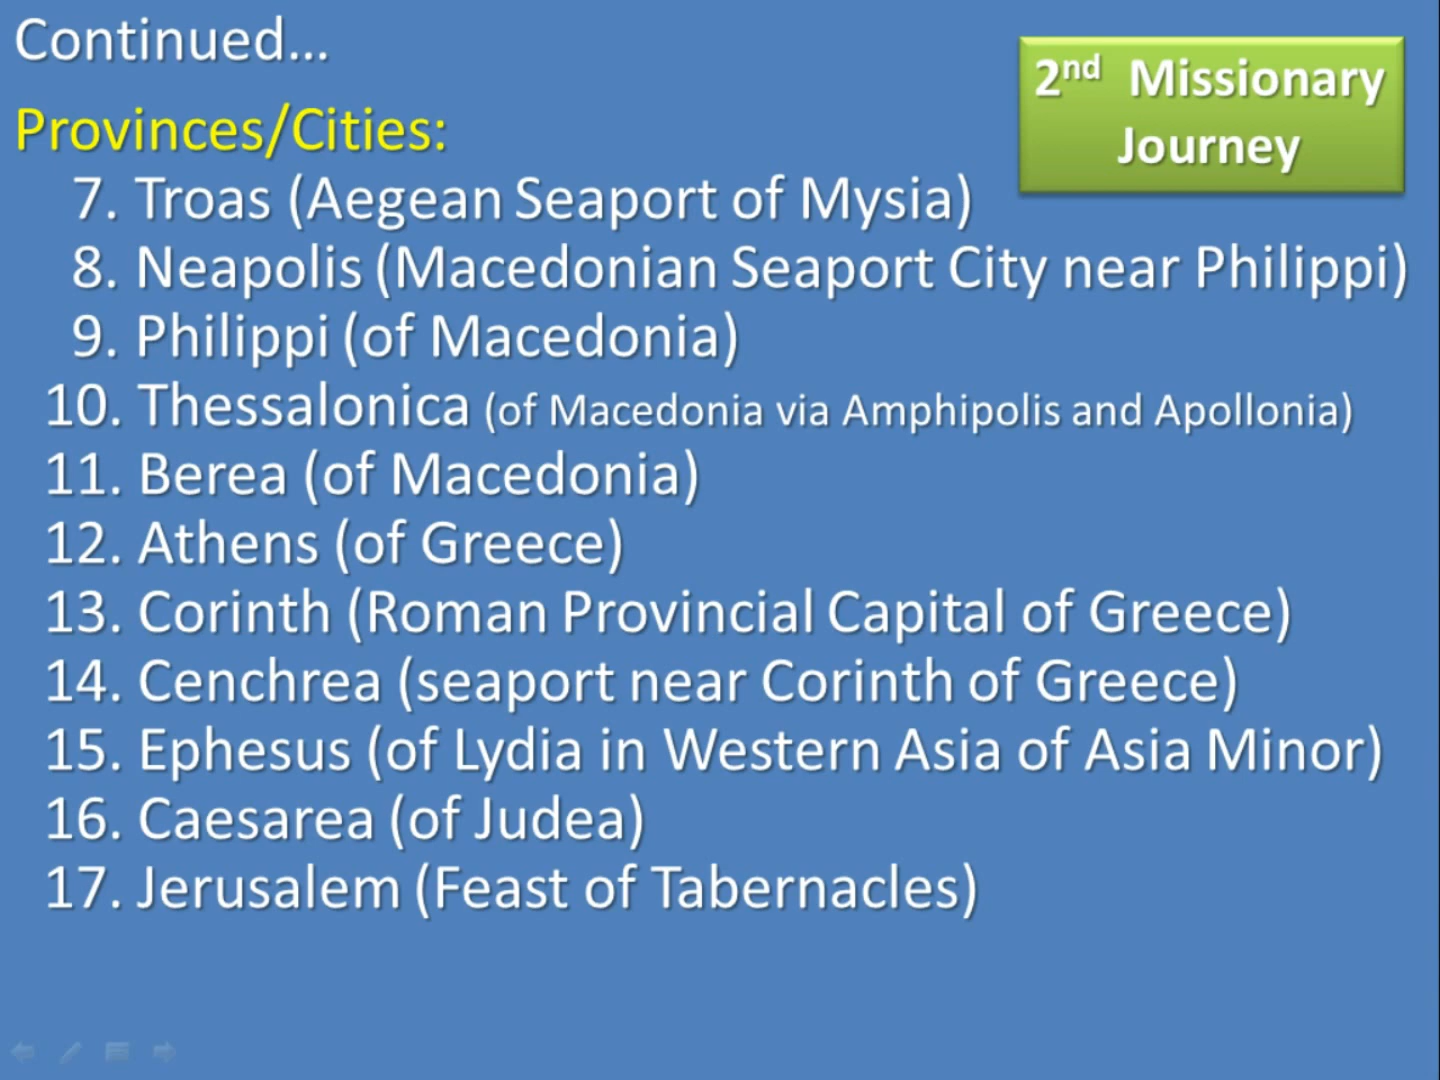 Continued...
2nd Missionary
Journey
Provinces/Cities:
7. Troas (Aegean Seaport of Mysia)
8. Neapolis (Macedonian Seaport City near Philippi)
9. Philippi (of Macedonia)
10. Thessalonica (of Macedonia via Amphipolis and Apollonia)
11. Berea (of Macedonia)
12. Athens (of Greece)
13. Corinth (Roman Provincial Capital of Greece)
14. Cenchrea (seaport near Corinth of Greece)
15. Ephesus (of Lydia in Western Asia of Asia Minor)
16. Caesarea (of Judea)
17. Jerusalem (Feast of Tabernacles)